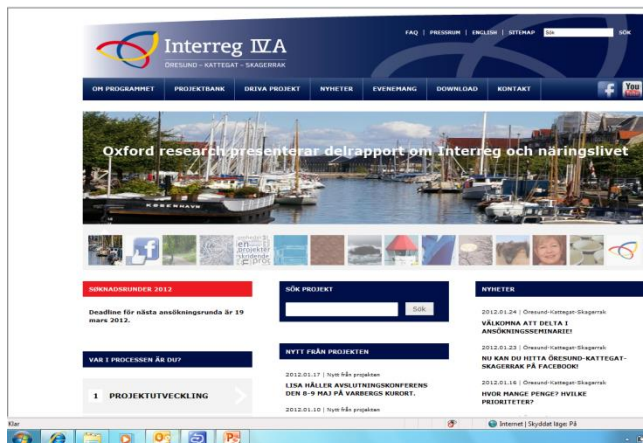 FAQ | PRESSRUM | ENGLISH | SITEMAP
Sök
SÖK
Interreg IVA
ÖRESUND – KATTEGAT – SKAGERRAK
OM PROGRAMMET
PROJEKTBANK
DRIVA PROJEKT
NYHETER
EVENEMANG
DOWNLOAD
KONTAKT
f
You
Oxford research presenterar delrapport om Interreg och näringslivet
KØBENHAVN
SØKNADSRUNDER 2012
Deadline för nästa ansökningsrunda är 19
mars 2012.
VAR I PROCESSEN ÄR DU?
1 PROJEKTUTVECKLING
SÖK PROJEKT
Sök
NYTT FRÅN PROJEKTEN
2012.01.17 | Nytt från projekten
LISA HÅLLER AVSLUTNINGSKONFERENS
DEN 8-9 MAJ PÅ VARBERGS KURORT.
2012.01.10 | Nytt från projekten
NYHETER
2012.01.24 | Öresund-Kattegat-Skagerrak
VÄLKOMNA ATT DELTA I
ANSÖKNINGSSEMINARIE!
2012.01.23 | Öresund-Kattegat-Skagerrak
NU KAN DU HITTA ÖRESUND-KATTEGAT-
SKAGERRAK PÅ FACEBOOK!
2012.01.16 | Öresund-Kattegat-Skagerrak
HVOR MANGE PENGE? HVILKE
PRIORITETER?
Klar
Internet | Skyddat läge: På